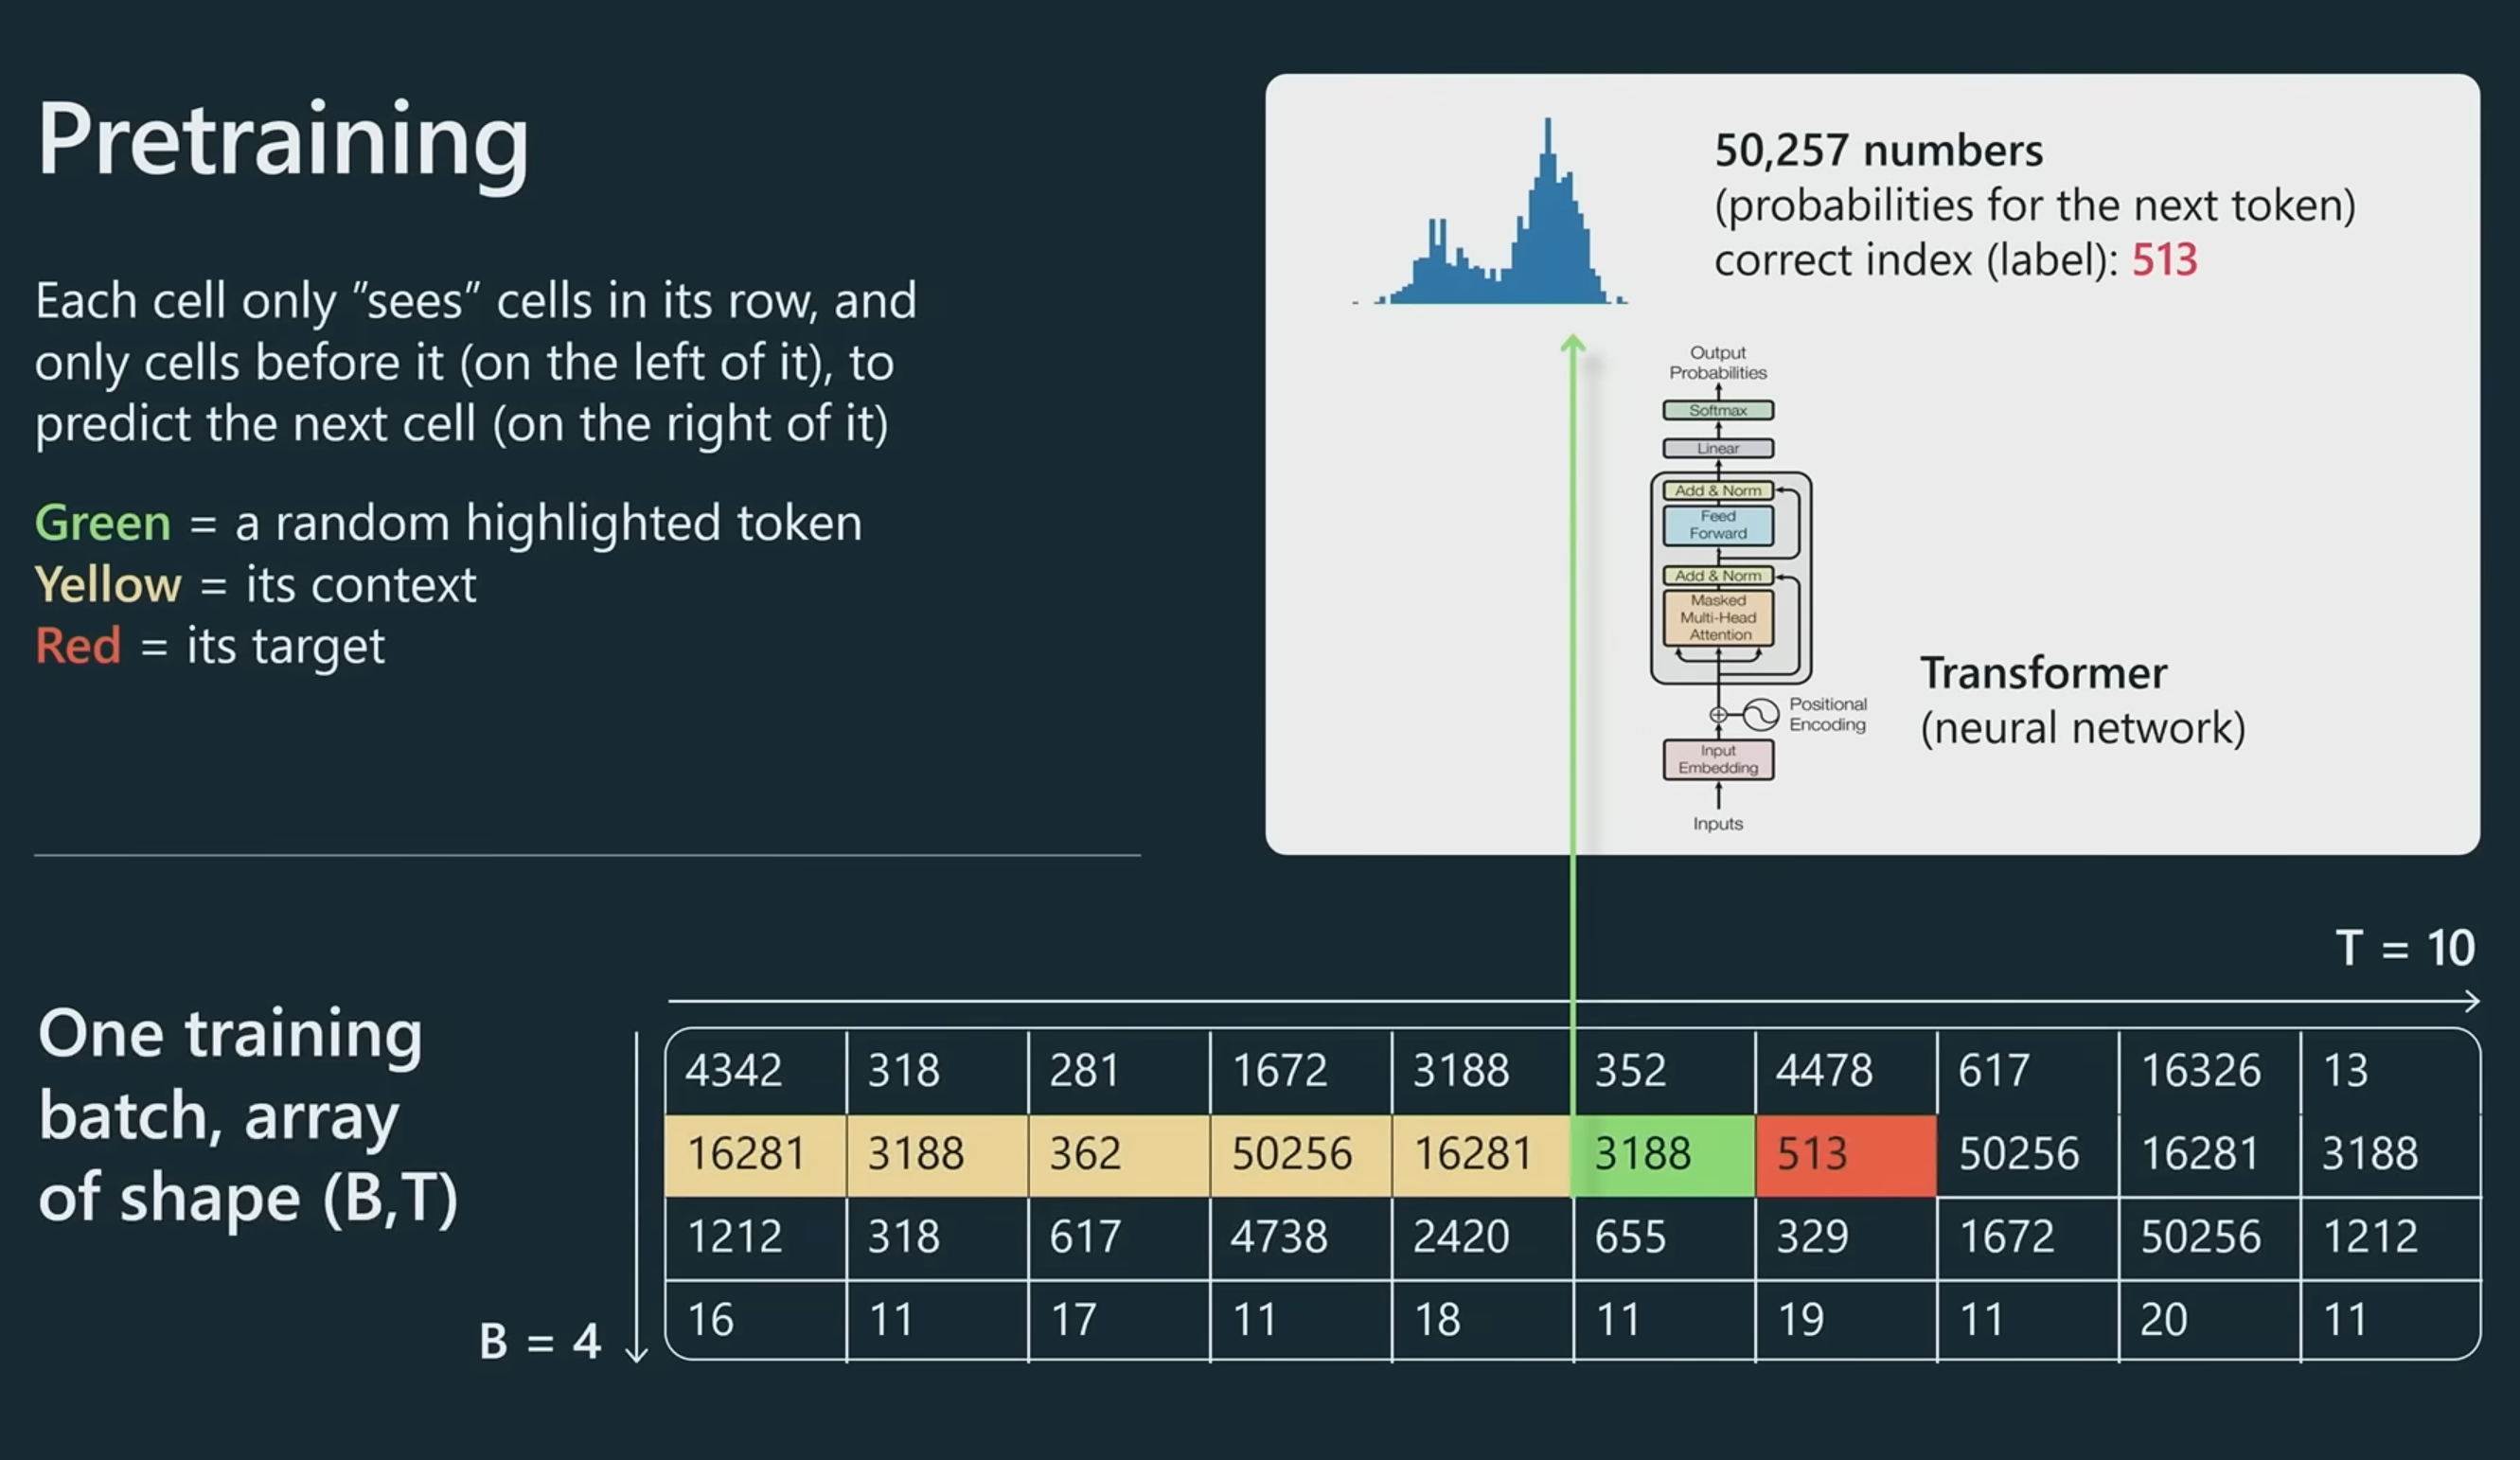 Pretraining
Each cell only ”sees” cells in its row, and
only cells before it (on the left of it), to
predict the next cell (on the right of it)
Green = a random highlighted token
Yellow = its context
Red = its target
50,257 numbers
(probabilities for the next token)
correct index (label): 513
Output
Probabilities
Softmax
Linear
Add & Norm
Feed
Forward
Add & Norm
Masked
Multi-Head
Attention
Positional
Encoding
Input
Embedding
Inputs
Transformer
(neural network)
One training
batch, array
of shape (B,T)
T = 10
B = 4
4342 318 281 1672 3188 352 4478 617 16326 13
16281 3188 362 50256 16281 3188 513 50256 16281 3188
1212 318 617 4738 2420 655 329 1672 50256 1212
16 11 17 11 18 11 19 11 20 11